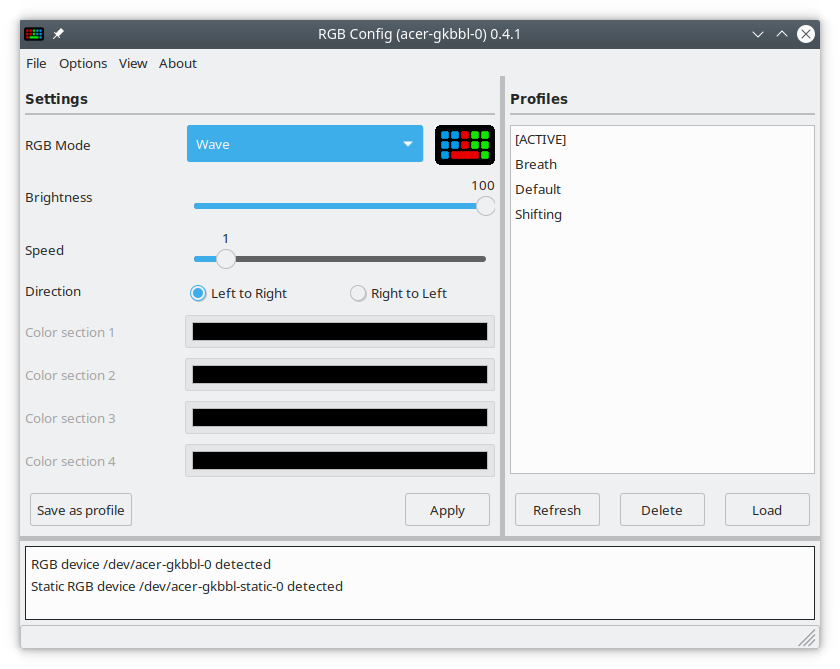 RGB Config (acer-gkbbl-0) 0.4.1
File Options View About
Settings
RGB Mode Wave
100
Brightness
1
Speed
Direction Left to Right Right to Left
Color section 1
Color section 2
Color section 3
Color section 4
Save as profile Apply
Profiles
[ACTIVE]
Breath
Default
Shifting
Refresh Delete Load
RGB device /dev/acer-gkbbl-0 detected
Static RGB device /dev/acer-gkbbl-static-0 detected